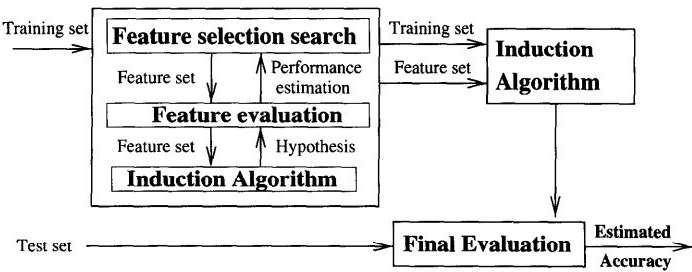 Training set
Feature selection search
Training set
Induction
Algorithm
Feature set
Performance
estimation
Feature set
Feature evaluation
Feature set
Hypothesis
Induction Algorithm
Test set
Final Evaluation
Estimated
Accuracy